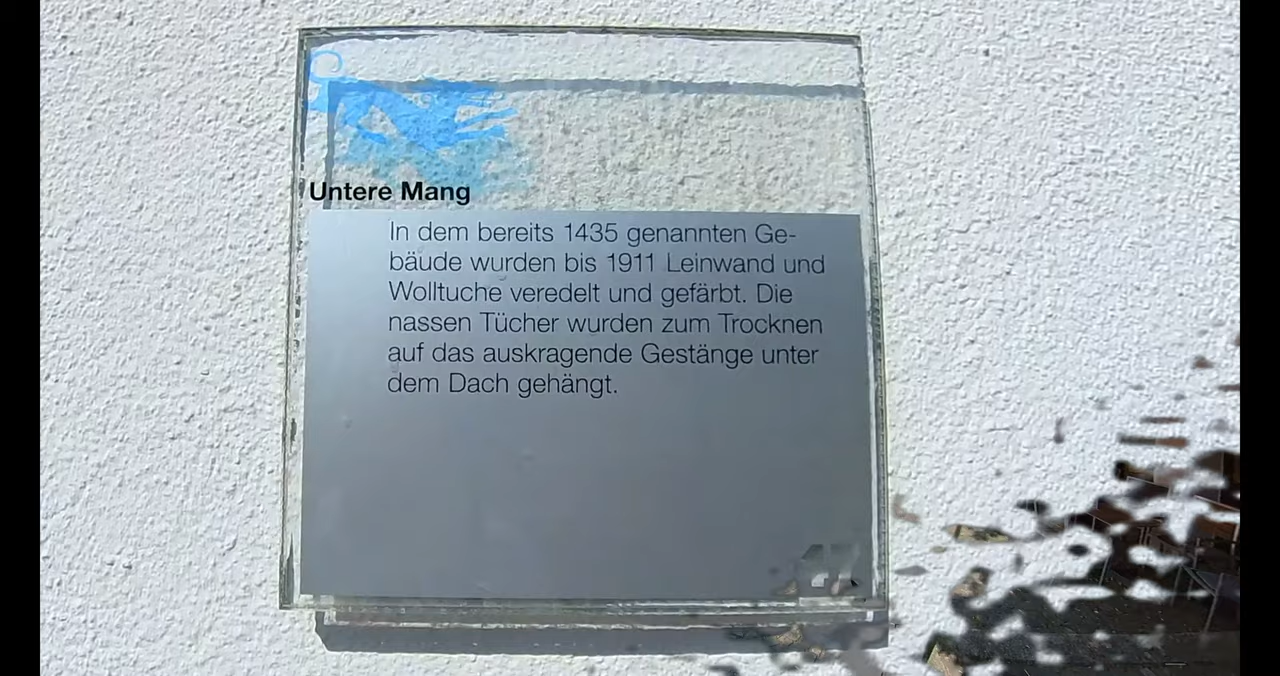 Untere Mang
In dem bereits 1435 genannten Ge-
bäude wurden bis 1911 Leinwand und
Wolltuche veredelt und gefärbt. Die
nassen Tücher wurden zum Trocknen
auf das auskragende Gestänge unter
dem Dach gehängt.